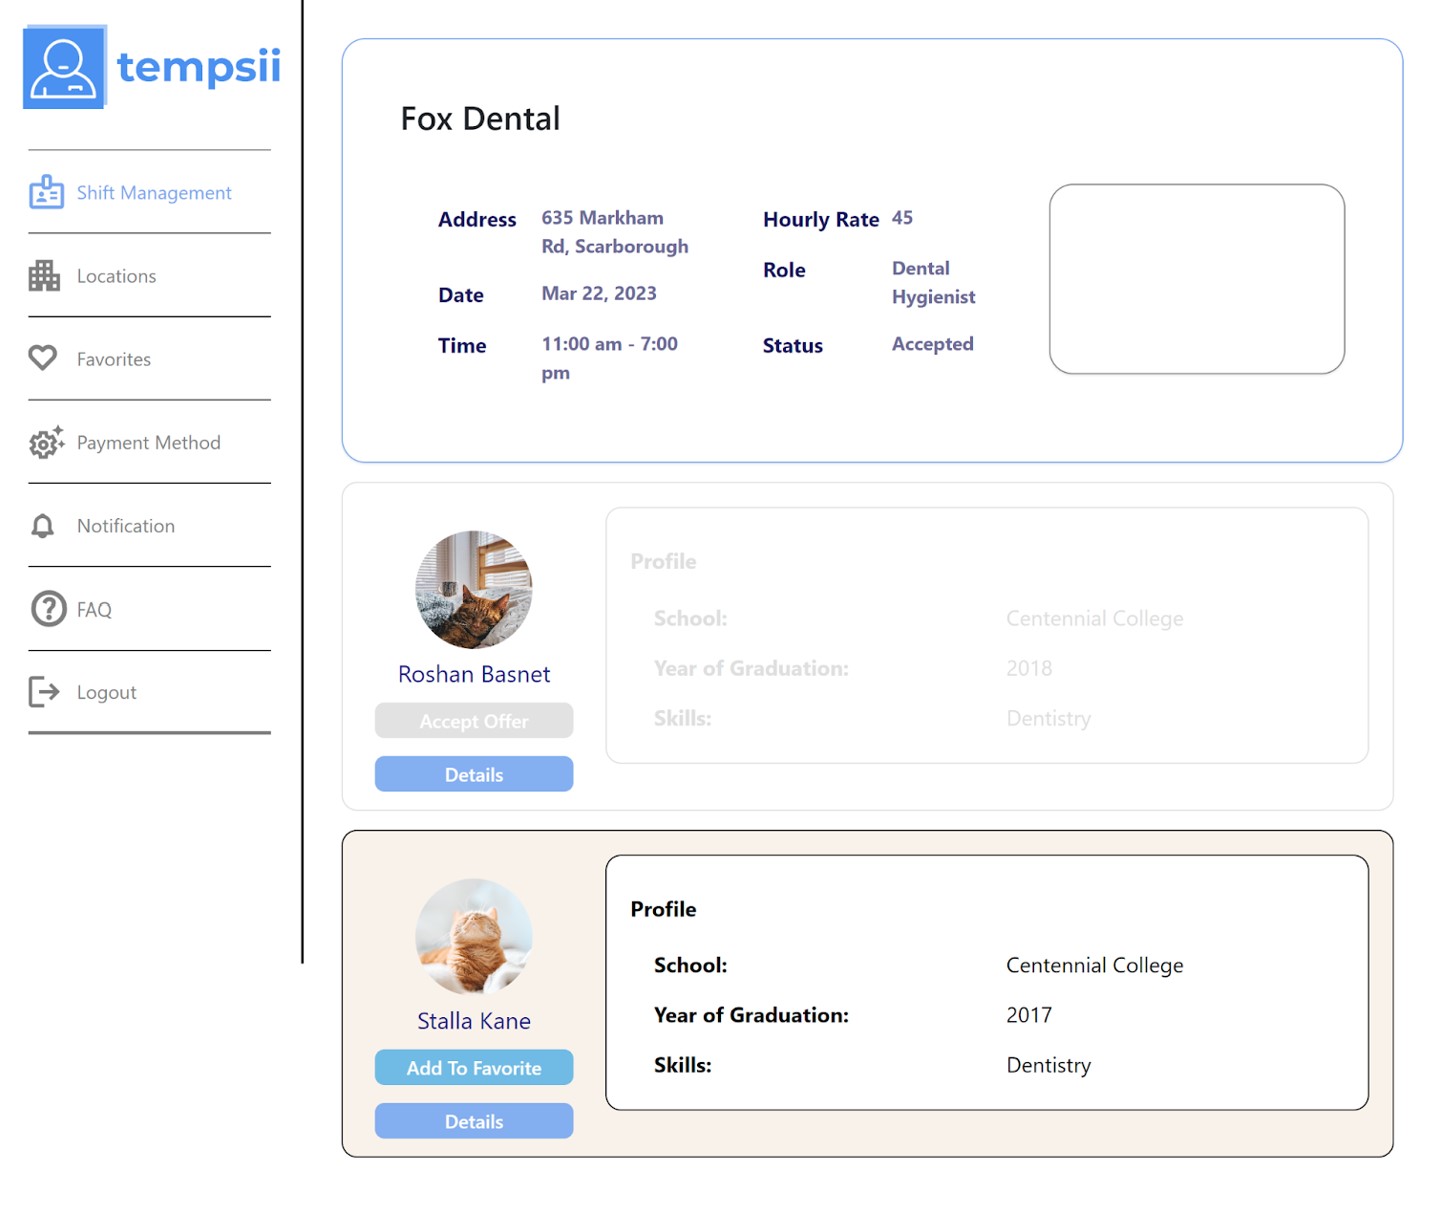 tempsii
Shift Management
Locations
Favorites
Payment Method
Notification
FAQ
Logout
Fox Dental
Address 635 Markham
Rd, Scarborough
Date Mar 22, 2023
Time 11:00 am - 7:00
pm
Hourly Rate 45
Role Dental
Hygienist
Status Accepted
Roshan Basnet
Accept Offer
Details
Profile
School: Centennial College
Year of Graduation: 2018
Skills: Dentistry
Stalla Kane
Add To Favorite
Details
Profile
School: Centennial College
Year of Graduation: 2017
Skills: Dentistry